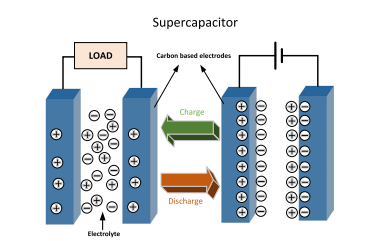 Supercapacitor
LOAD
Carbon based electrodes
Charge
Discharge
Electrolyte